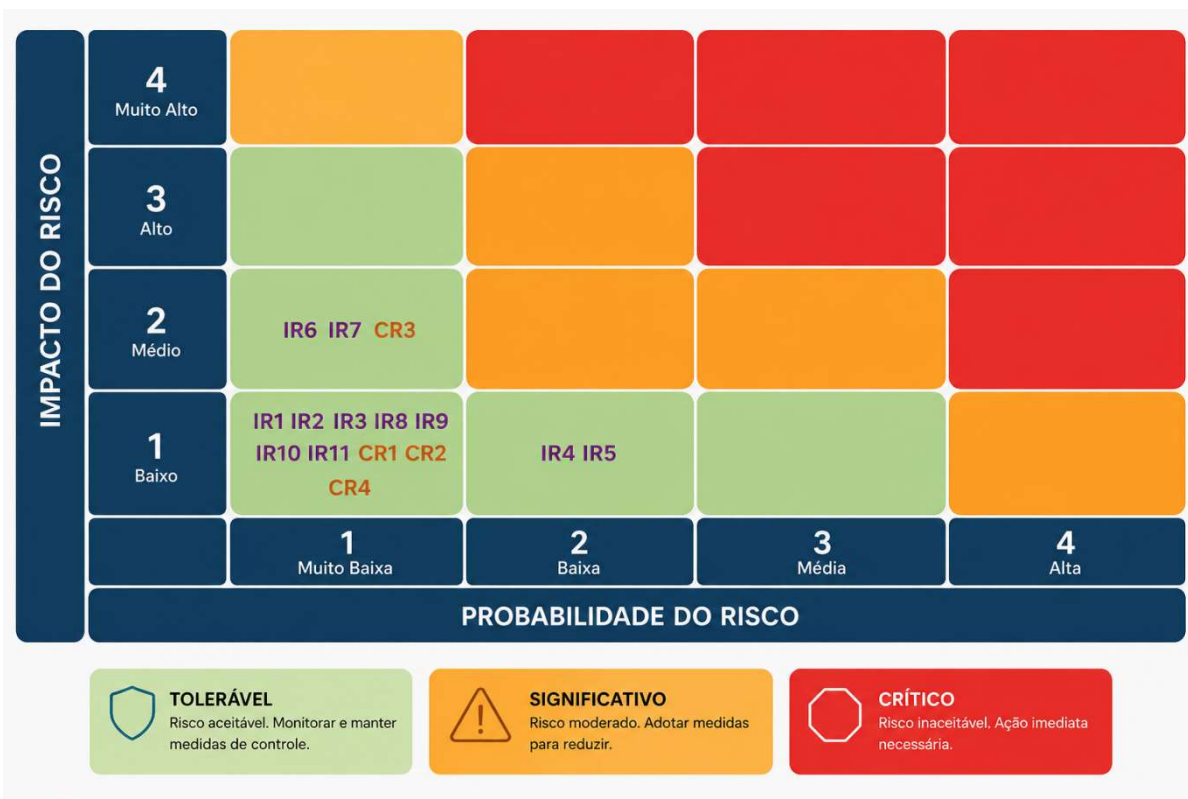 IMPACTO DO RISCO
4
Muito Alto
3
Alto
2
Médio
IR6 IR7 CR3
1
Baixo
IR1 IR2 IR3 IR8 IR9
IR10 IR11 CR1 CR2
CR4
IR4 IR5
1
Muito Baixa
2
Baixa
3
Média
4
Alta
PROBABILIDADE DO RISCO
TOLERÁVEL
Risco aceitável. Monitorar e manter
medidas de controle.
SIGNIFICATIVO
Risco moderado. Adotar medidas
para reduzir.
CRÍTICO
Risco inaceitável. Ação imediata
necessária.